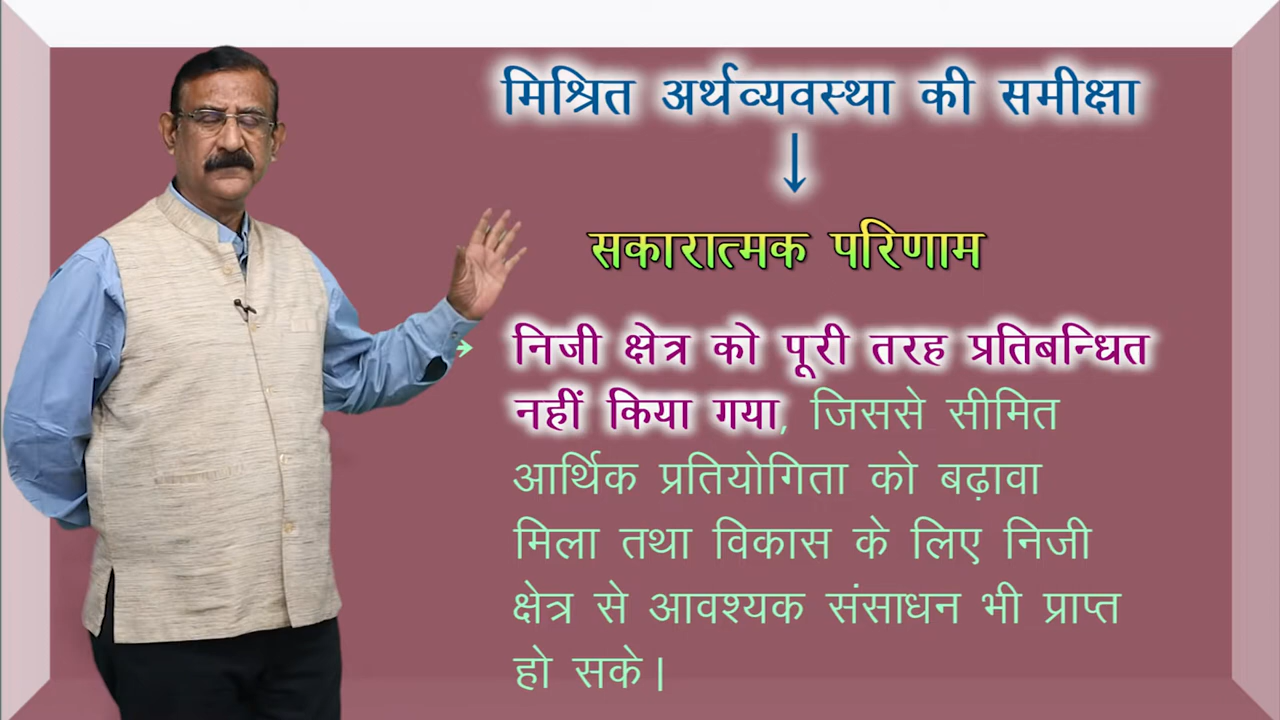 मिश्रित अर्थव्यवस्था की समीक्षा
↓
सकारात्मक परिणाम
→ निजी क्षेत्र को पूरी तरह प्रतिबन्धित
नहीं किया गया, जिससे सीमित
आर्थिक प्रतियोगिता को बढ़ावा
मिला तथा विकास के लिए निजी
क्षेत्र से आवश्यक संसाधन भी प्राप्त
हो सके।